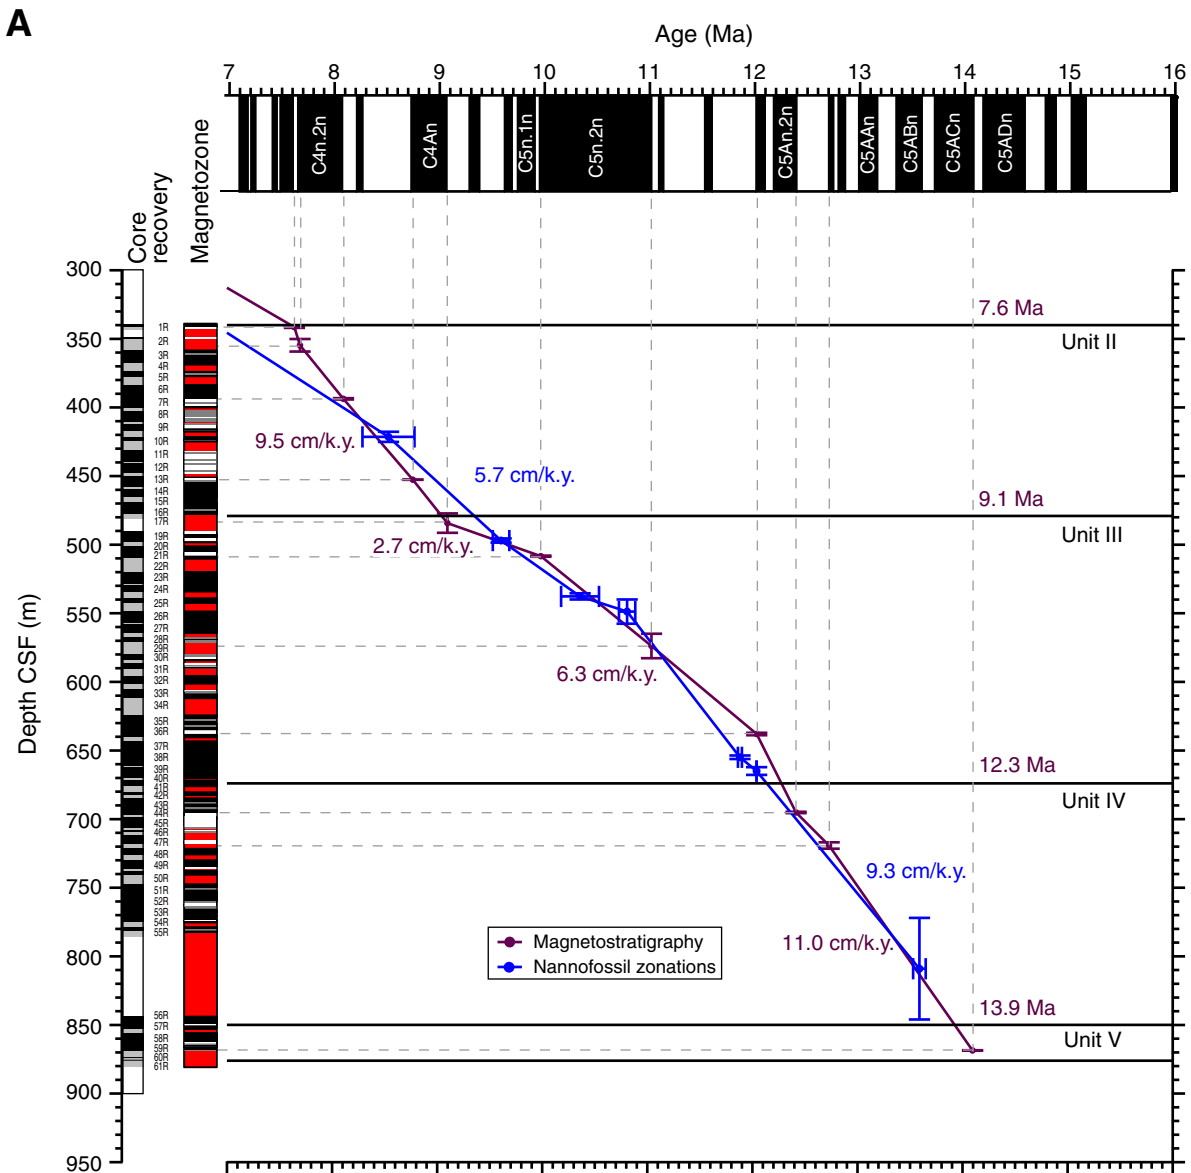 A
Age (Ma)
7 8 9 10 11 12 13 14 15 16
C4n.2n
C4An
C5n.1n
C5n.2n
C5An.2n
C5AAn
C5ABn
C5ACn
C5ADn
Core
recovery
Magnetozone
Depth CSF (m)
300
350
400
450
500
550
600
650
700
750
800
850
900
950
1R
2R
3R
4R
5R
6R
7R
8R
9R
10R
11R
12R
13R
14R
15R
16R
17R
19R
20R
21R
22R
23R
24R
25R
26R
27R
28R
29R
30R
31R
32R
33R
34R
35R
36R
37R
38R
39R
40R
41R
42R
43R
44R
45R
46R
47R
48R
49R
50R
51R
52R
53R
54R
55R
56R
57R
58R
59R
60R
61R
7.6 Ma
Unit II
9.5 cm/k.y.
5.7 cm/k.y.
9.1 Ma
Unit III
2.7 cm/k.y.
6.3 cm/k.y.
12.3 Ma
Unit IV
9.3 cm/k.y.
11.0 cm/k.y.
Magnetostratigraphy
Nannofossil zonations
13.9 Ma
Unit V